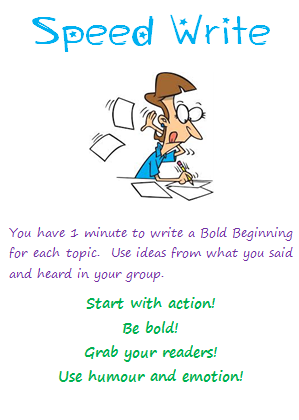 Speed Write
You have 1 minute to write a Bold Beginning
for each topic. Use ideas from what you said
and heard in your group.
Start with action!
Be bold!
Grab your readers!
Use humour and emotion!